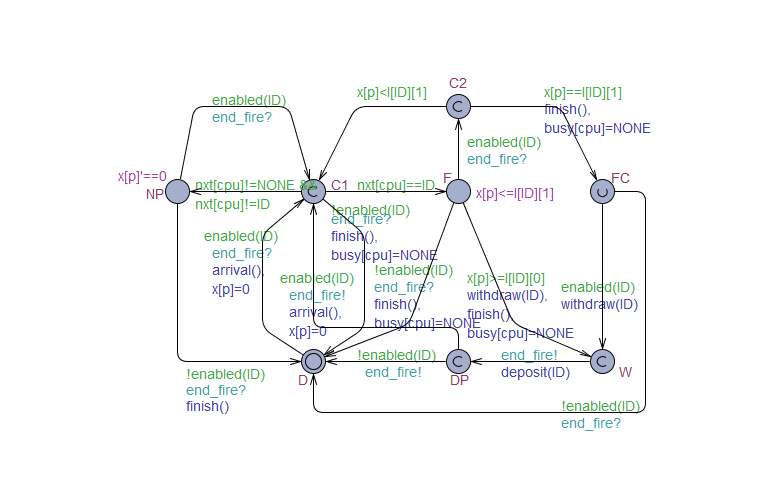 C2
x[p]<l[ID][1]
x[p]==l[ID][1]
finish(),
busy[cpu]=NONE
enabled(ID)
end_fire?
enabled(ID)
end_fire?
x[p]'==0
NP
nxt[cpu]!=NONE &&
nxt[cpu]!=ID
C
C1
nxt[cpu]==ID
F
x[p]<=l[ID][1]
FC
!enabled(ID)
end_fire?
finish(),
busy[cpu]=NONE
enabled(ID)
end_fire?
arrival(),
x[p]=0
enabled(ID)
end_fire!
arrival(),
x[p]=0
!enabled(ID)
end_fire?
finish(),
busy[cpu]=NONE
x[p]>=l[ID][0]
withdraw(ID),
finish(),
busy[cpu]=NONE
enabled(ID)
withdraw(ID)
!enabled(ID)
end_fire?
finish()
D
!enabled(ID)
end_fire!
C
DP
end_fire!
deposit(ID)
C
W
!enabled(ID)
end_fire?
C
U